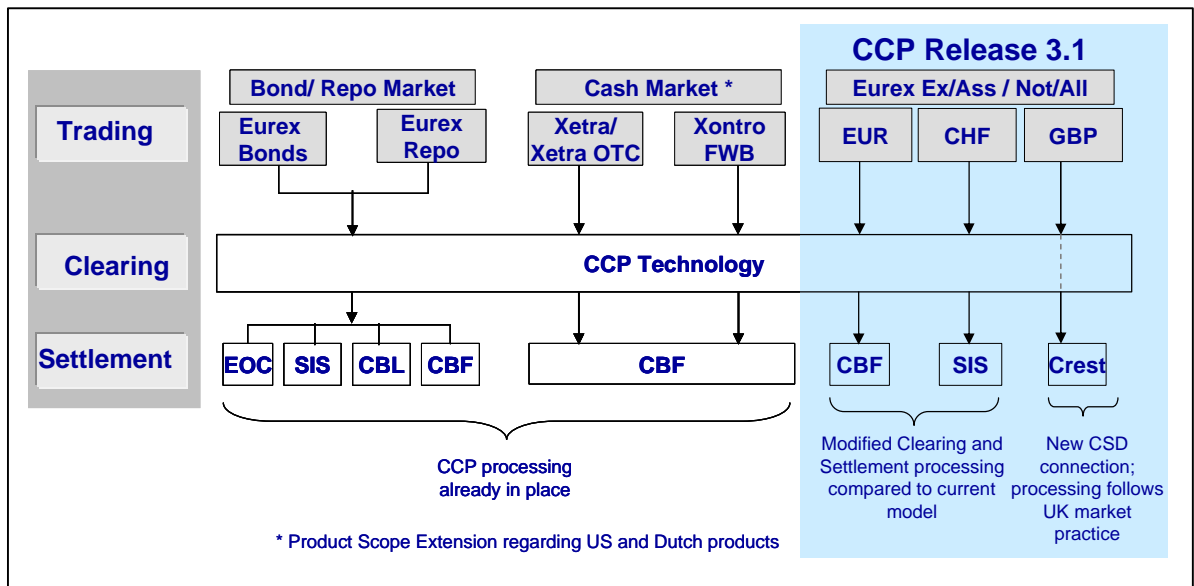 CCP Release 3.1
Bond/ Repo Market
Cash Market *
Eurex Ex/Ass / Not/All
Trading
Eurex
Bonds
Eurex
Repo
Xetra/
Xetra OTC
Xontro
FWB
EUR
CHF
GBP
Clearing
CCP Technology
Settlement
EOC
SIS
CBL
CBF
CBF
CBF
SIS
Crest
CCP processing
already in place
Modified Clearing and
Settlement processing
compared to current
model
New CSD
connection;
processing follows
UK market
practice
* Product Scope Extension regarding US and Dutch products